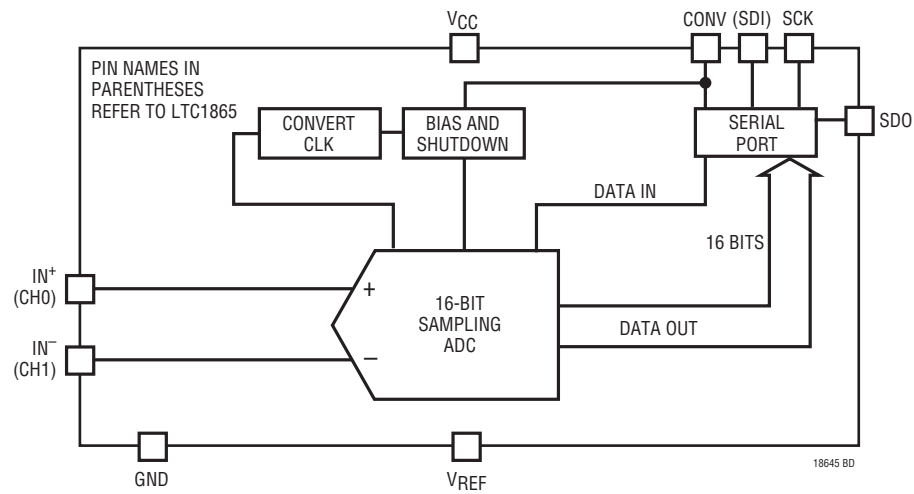 VCC
CONV (SDI) SCK
PIN NAMES IN
PARENTHESES
REFER TO LTC1865
CONVERT
CLK
BIAS AND
SHUTDOWN
SERIAL
PORT
SDO
DATA IN
16 BITS
IN+
(CH0)
+
16-BIT
SAMPLING
ADC
DATA OUT
IN–
(CH1)
–
GND
VREF
18645 BD